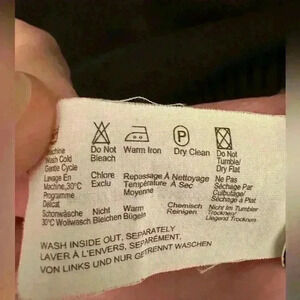 Machine Do Not Warm Iron Dry Clean Do Not
Wash Cold Bleach Tumble/
Gentle Cycle Dry Flat
Lavage En Chlore Repassage À Nettoyage Ne Pas
Machine,30°C Exclu Température A Sec Séchage Par
Programme Moyenne Culbutage/
Délicat Séchage à Plat
Schonwäsche Nicht Warm Chemisch Nicht Im Tumbler
30°C Wollwasch Bleichen Bügeln Reinigen Trocknen/
Liegend Trocknen
WASH INSIDE OUT, SEPARATELY
LAVER À L'ENVERS, SÉPARÉMENT.
VON LINKS UND NUR GETRENNT WASCHEN
P